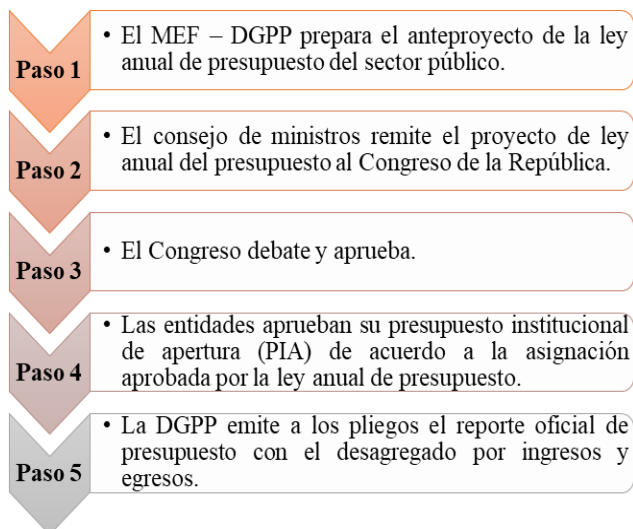 Paso 1
• El MEF – DGPP prepara el anteproyecto de la ley
anual de presupuesto del sector público.
Paso 2
• El consejo de ministros remite el proyecto de ley
anual del presupuesto al Congreso de la República.
Paso 3
• El Congreso debate y aprueba.
Paso 4
• Las entidades aprueban su presupuesto institucional
de apertura (PIA) de acuerdo a la asignación
aprobada por la ley anual de presupuesto.
Paso 5
• La DGPP emite a los pliegos el reporte oficial de
presupuesto con el desagregado por ingresos y
egresos.